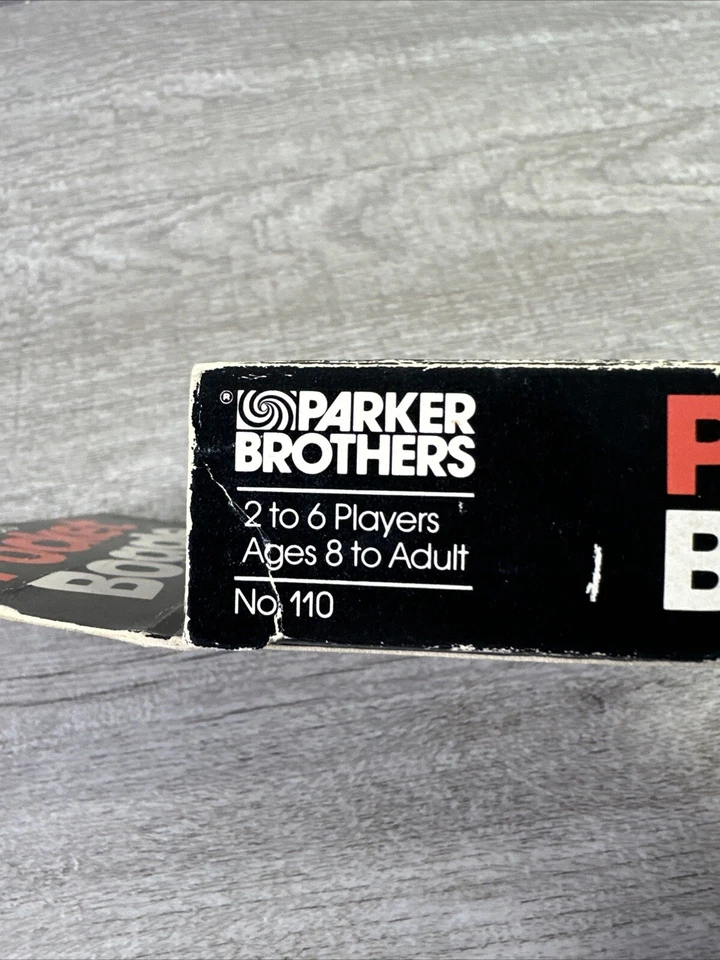 ® PARKER
BROTHERS
2 to 6 Players
Ages 8 to Adult
No. 110
P
B